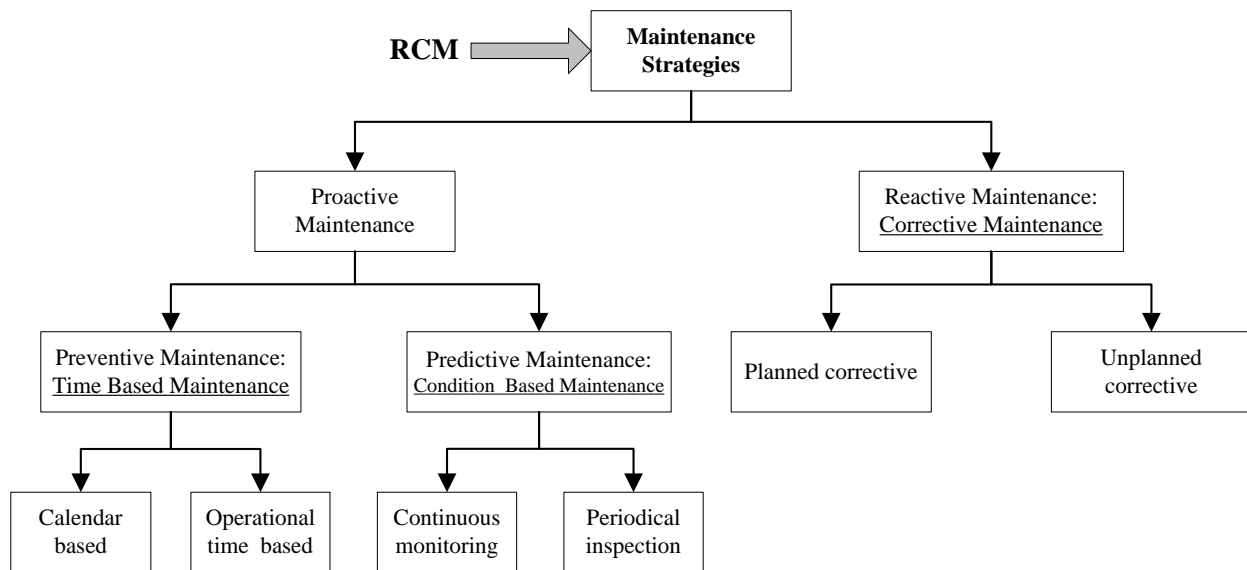 RCM
Maintenance
Strategies
Proactive
Maintenance
Reactive Maintenance:
Corrective Maintenance
Preventive Maintenance:
Time Based Maintenance
Predictive Maintenance:
Condition Based Maintenance
Planned corrective
Unplanned
corrective
Calendar
based
Operational
time based
Continuous
monitoring
Periodical
inspection